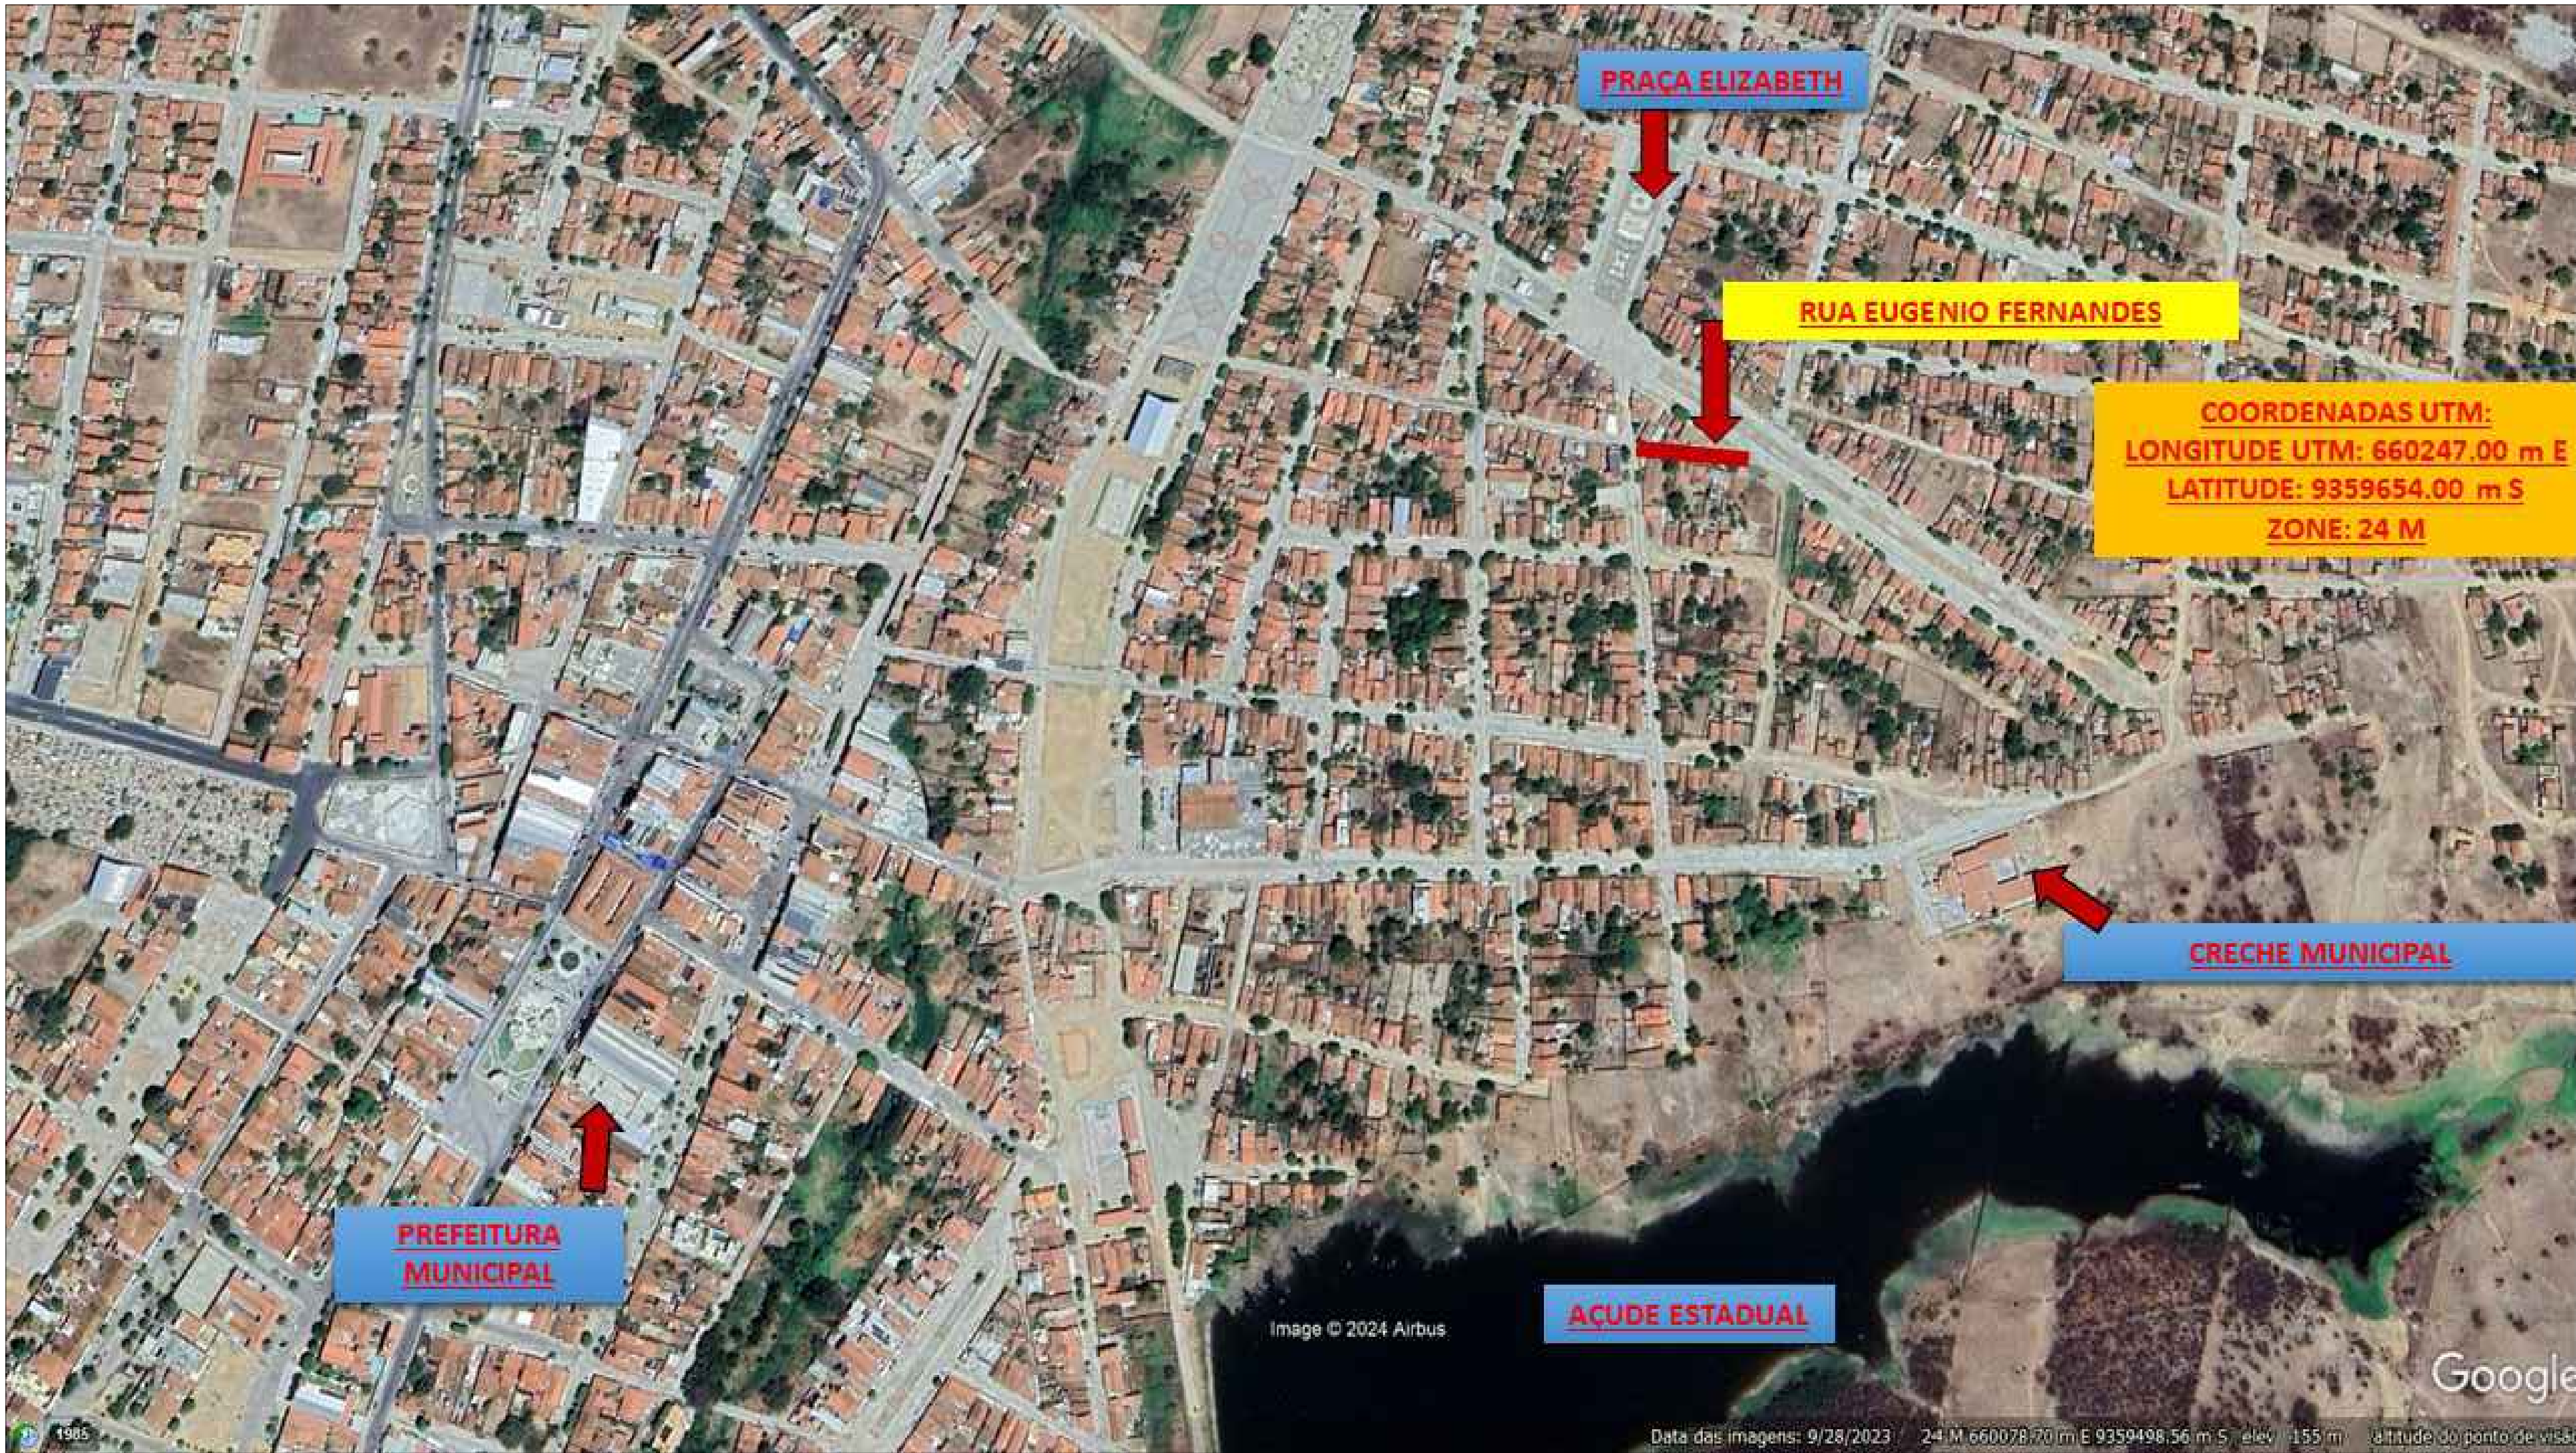 PRAÇA ELIZABETH
RUA EUGENIO FERNANDES
COORDENADAS UTM:
LONGITUDE UTM: 660247.00 m E
LATITUDE: 9359654.00 m S
ZONE: 24 M
CRECHE MUNICIPAL
PREFEITURA
MUNICIPAL
AÇUDE ESTADUAL
Image © 2024 Airbus
Google
1985
Data das imagens: 9/28/2023 24 M 660078.70 m E 9359498.56 m S elev 155 m altitude do ponto de